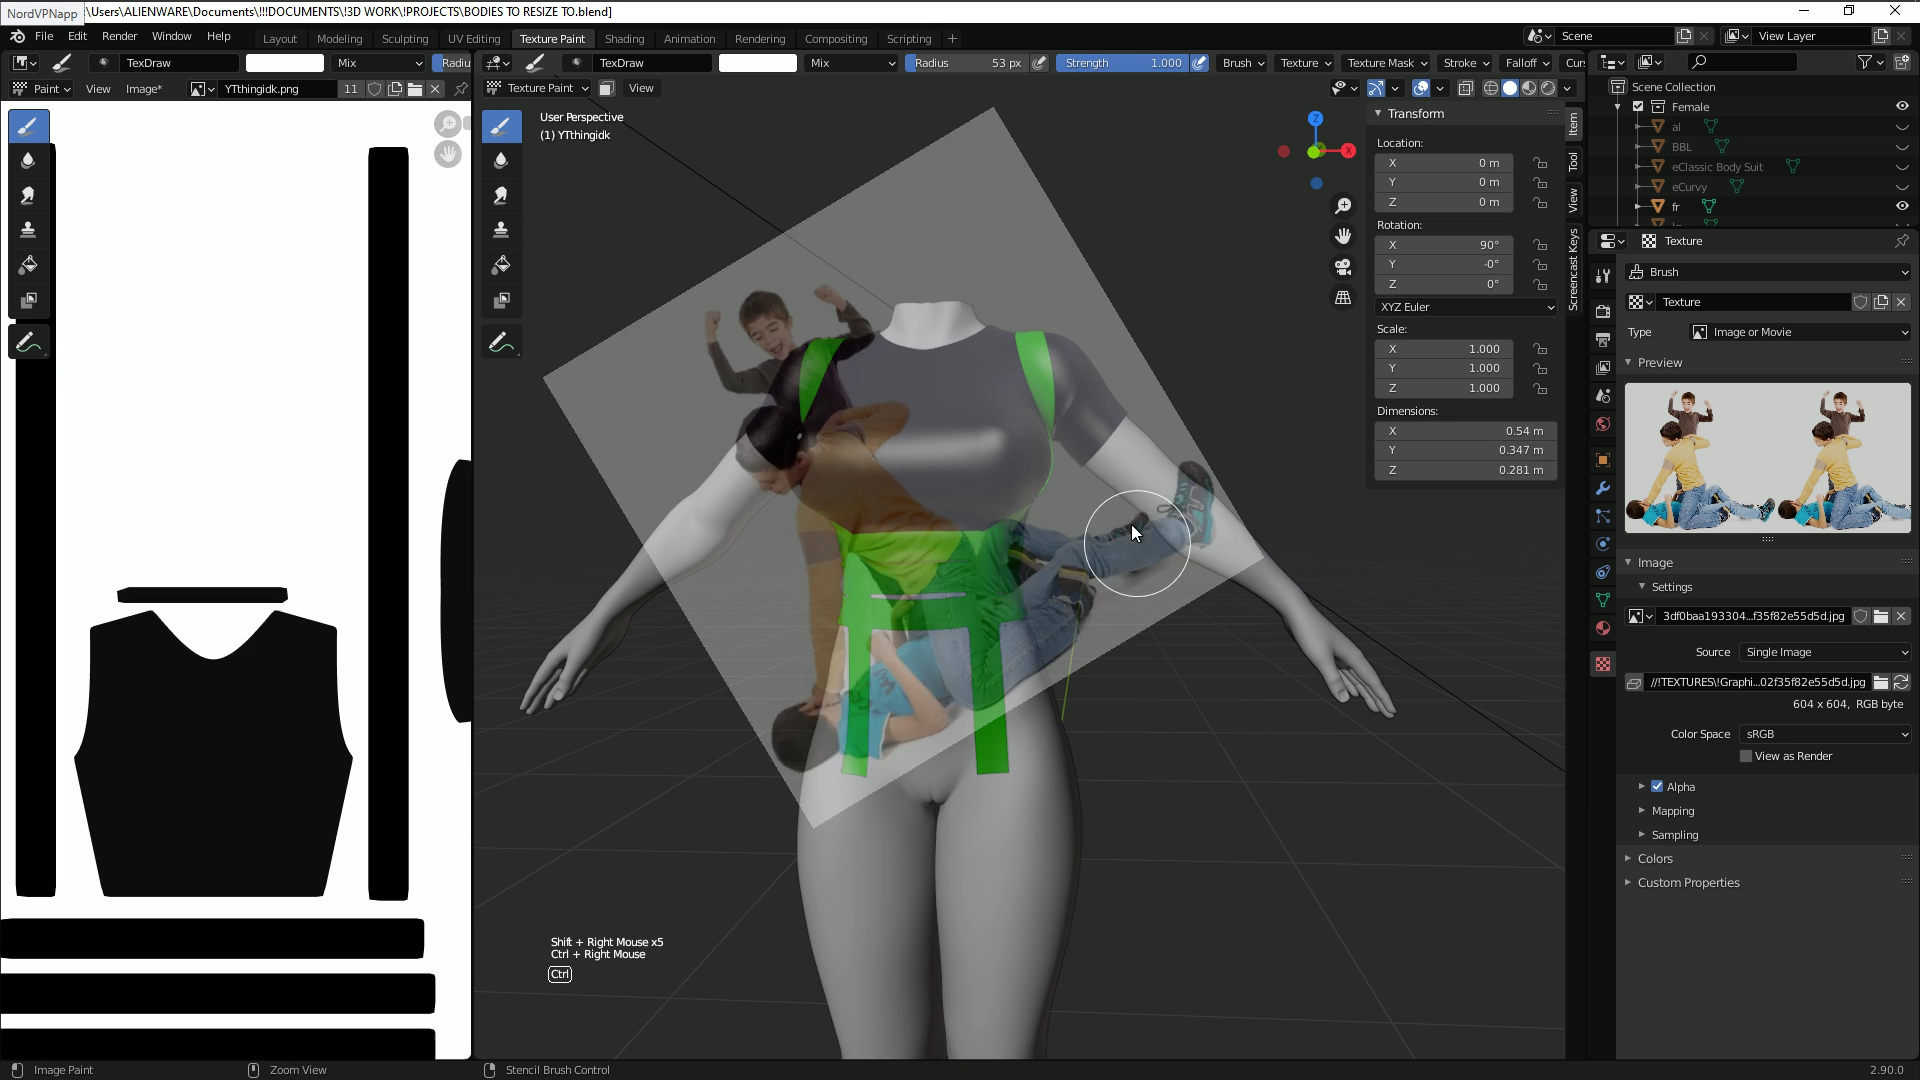 NordVPNapp :\Users\ALIENWARE\Documents\!!!DOCUMENTS\!3D WORK\!PROJECTS\BODIES TO RESIZE TO.blend]
File Edit Render Window Help Layout Modeling Sculpting UV Editing Texture Paint Shading Animation Rendering Compositing Scripting + Scene View Layer
TexDraw Mix Radiu TexDraw Mix Radius 53 px Strength 1.000 Brush Texture Texture Mask Stroke Falloff Cur
Paint View Image* YTthingidk.png 11 Texture Paint View
Scene Collection
Female
al
BBL
eClassic Body Suit
eCurvy
fr
User Perspective
(1) YTthingidk
Z
X
Transform
Location:
X 0 m
Y 0 m
Z 0 m
Rotation:
X 90°
Y -0°
Z 0°
XYZ Euler
Scale:
X 1.000
Y 1.000
Z 1.000
Dimensions:
X 0.54 m
Y 0.347 m
Z 0.281 m
Item
Tool
View
Screencast Keys
Texture
Brush
Texture
Type Image or Movie
Preview
Image
Settings
3df0baa193304...f35f82e55d5d.jpg
Source Single Image
//!TEXTURES\!Graphi...02f35f82e55d5d.jpg
604 x 604, RGB byte
Color Space sRGB
View as Render
Alpha
Mapping
Sampling
Colors
Custom Properties
Shift + Right Mouse x5
Ctrl + Right Mouse
Ctrl
Image Paint Zoom View Stencil Brush Control 2.90.0